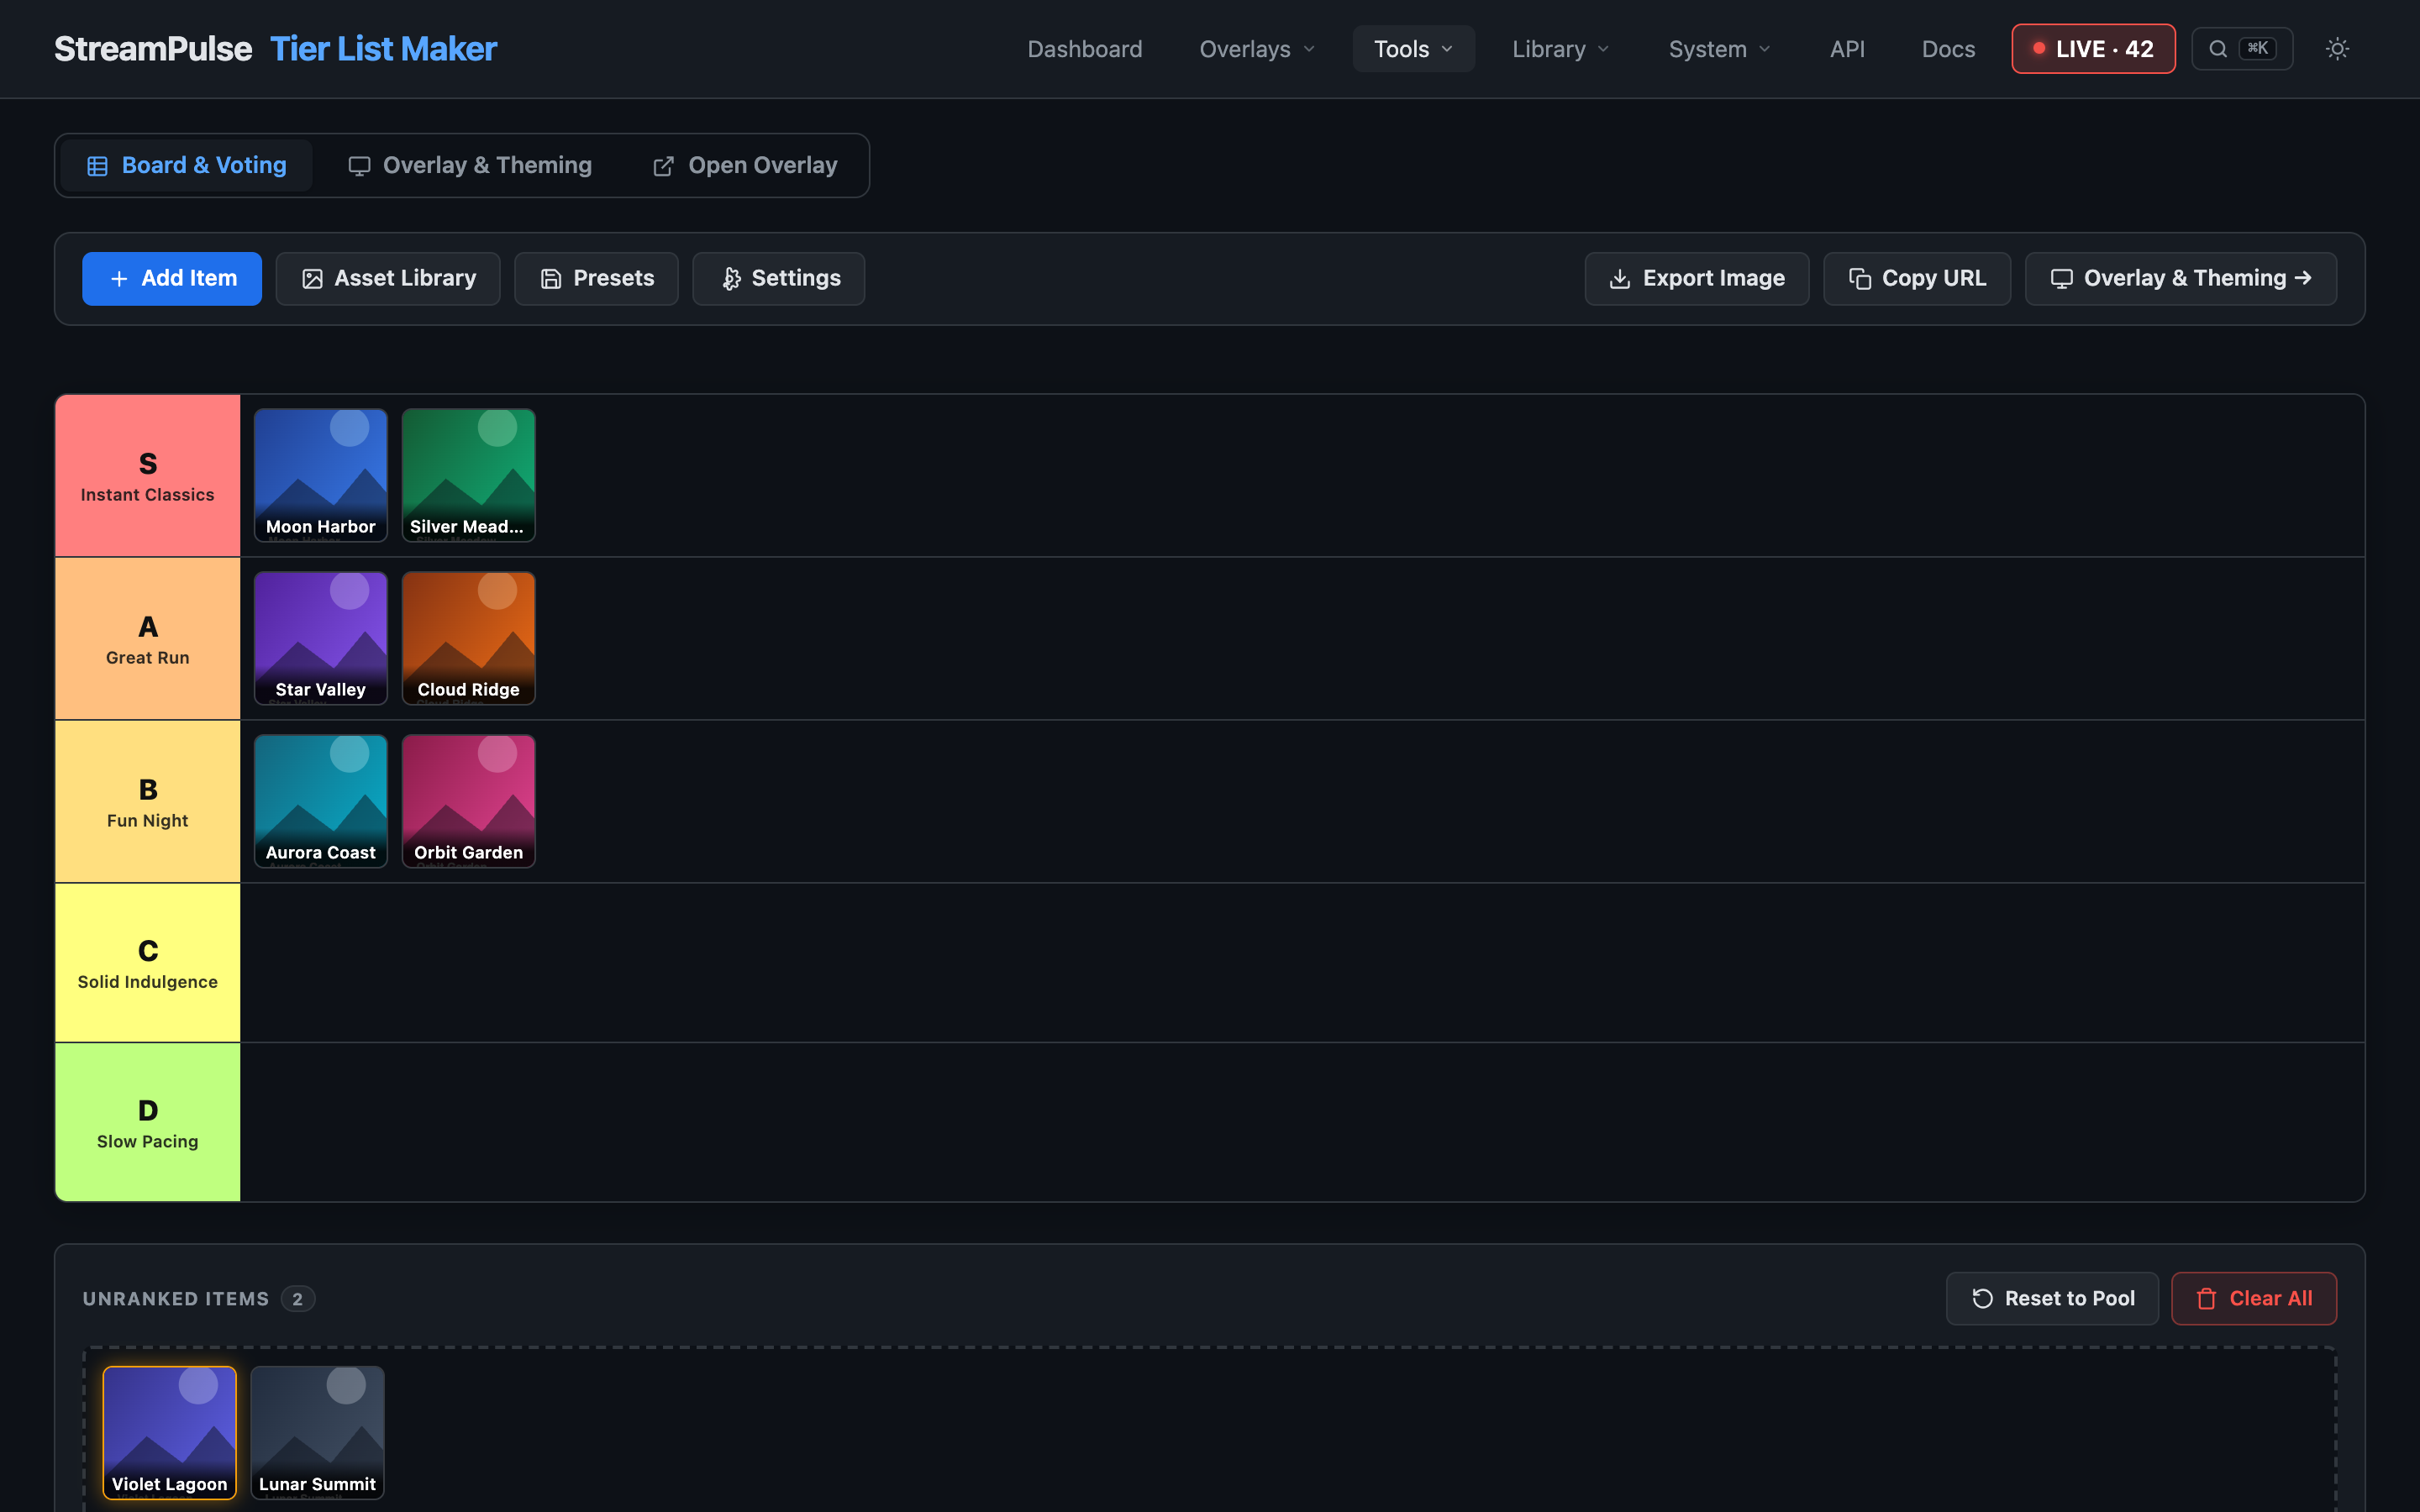 StreamPulse Tier List Maker
Dashboard Overlays Tools Library System API Docs LIVE · 42 ⌘K
Board & Voting Overlay & Theming Open Overlay
Add Item Asset Library Presets Settings Export Image Copy URL Overlay & Theming →
S
Instant Classics
Moon Harbor Silver Mead...
A
Great Run
Star Valley Cloud Ridge
B
Fun Night
Aurora Coast Orbit Garden
C
Solid Indulgence
D
Slow Pacing
UNRANKED ITEMS 2 Reset to Pool Clear All
Violet Lagoon Lunar Summit